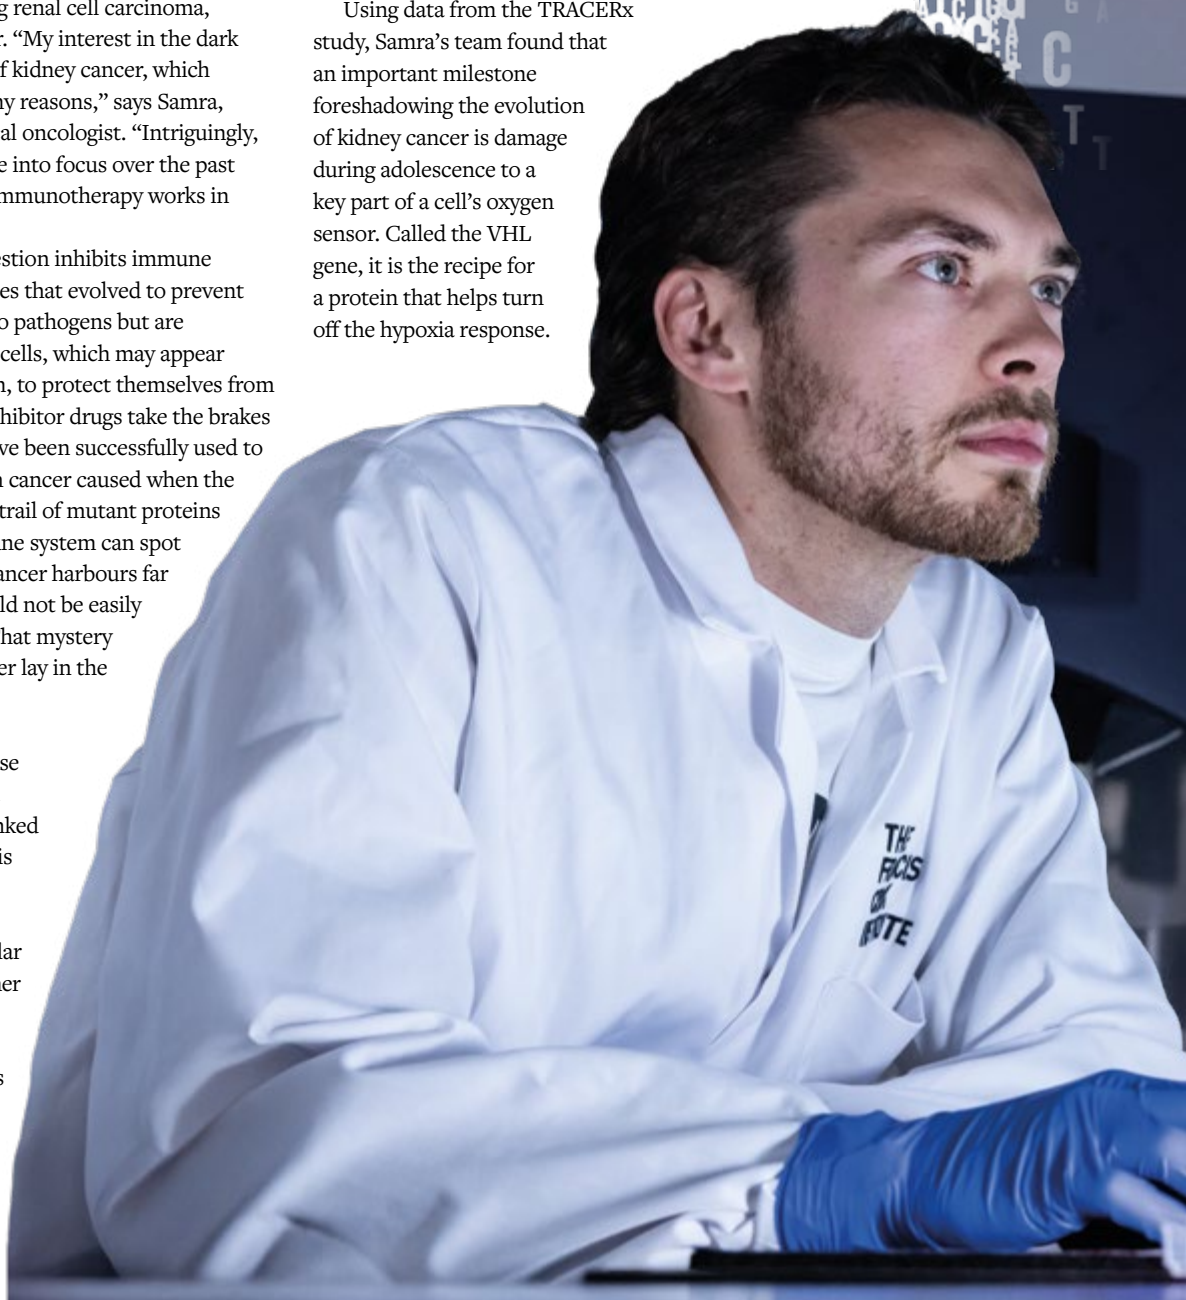 g renal cell carcinoma,
r. “My interest in the dark
f kidney cancer, which
ny reasons,” says Samra,
al oncologist. “Intriguingly,
e into focus over the past
mmunotherapy works in
estion inhibits immune
es that evolved to prevent
o pathogens but are
cells, which may appear
n, to protect themselves from
hibitor drugs take the brakes
ve been successfully used to
n cancer caused when the
trail of mutant proteins
ne system can spot
ancer harbours far
ld not be easily
hat mystery
er lay in the
se
nked
is
lar
er
s
Using data from the TRACERx
study, Samra’s team found that
an important milestone
foreshadowing the evolution
of kidney cancer is damage
during adolescence to a
key part of a cell’s oxygen
sensor. Called the VHL
gene, it is the recipe for
a protein that helps turn
off the hypoxia response.
G A
C
T
T
THE